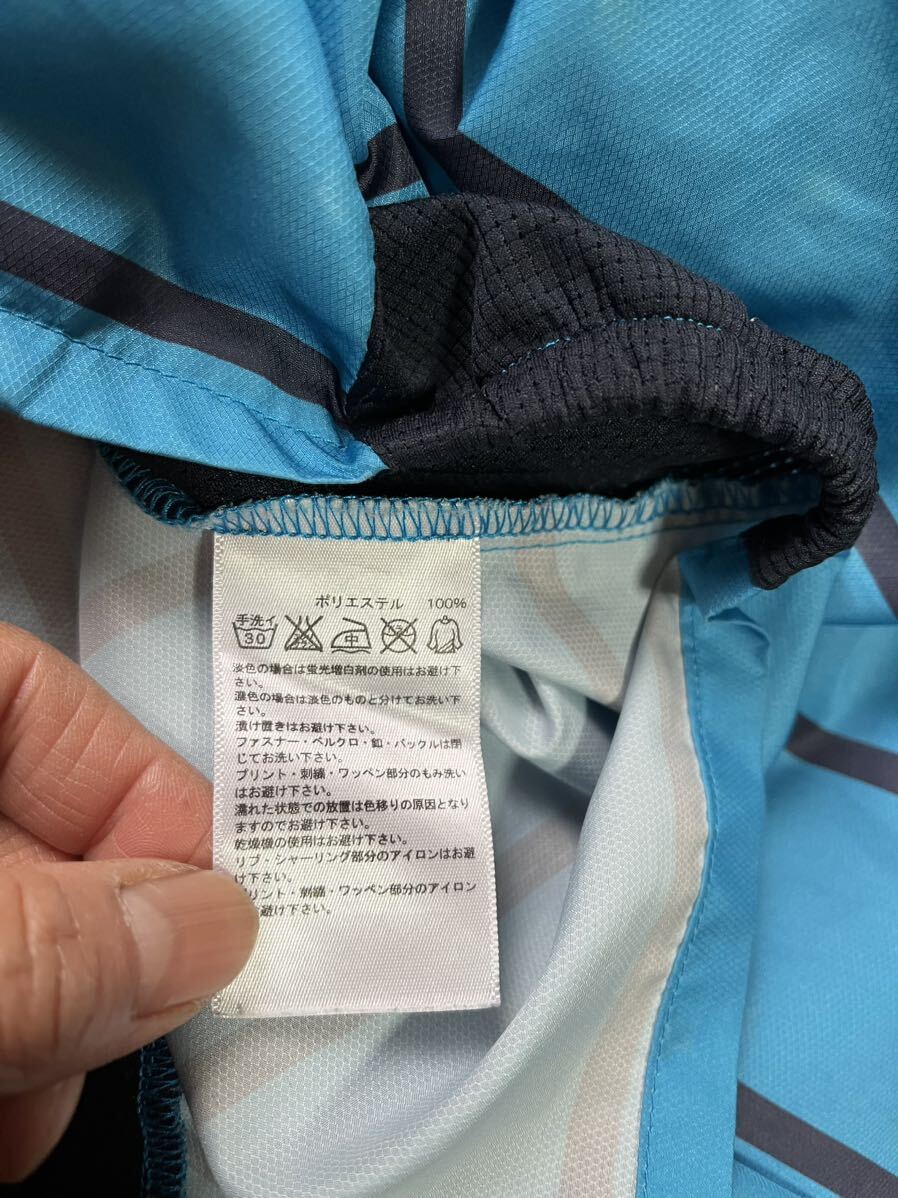 ポリエステル 100%
手洗イ
30 中
淡色の場合は蛍光増白剤の使用はお避け下
さい。
濃色の場合は淡色のものと分けてお洗い下
さい。
漬け置きはお避け下さい。
ファスナー・ベルクロ・釦・バックルは閉
じてお洗い下さい。
プリント・刺繍・ワッペン部分のもみ洗い
はお避け下さい。
濡れた状態での放置は色移りの原因となり
ますのでお避け下さい。
乾燥機の使用はお避け下さい。
リブ・シャーリング部分のアイロンはお避
け下さい。
プリント・刺繍・ワッペン部分のアイロン
避け下さい。